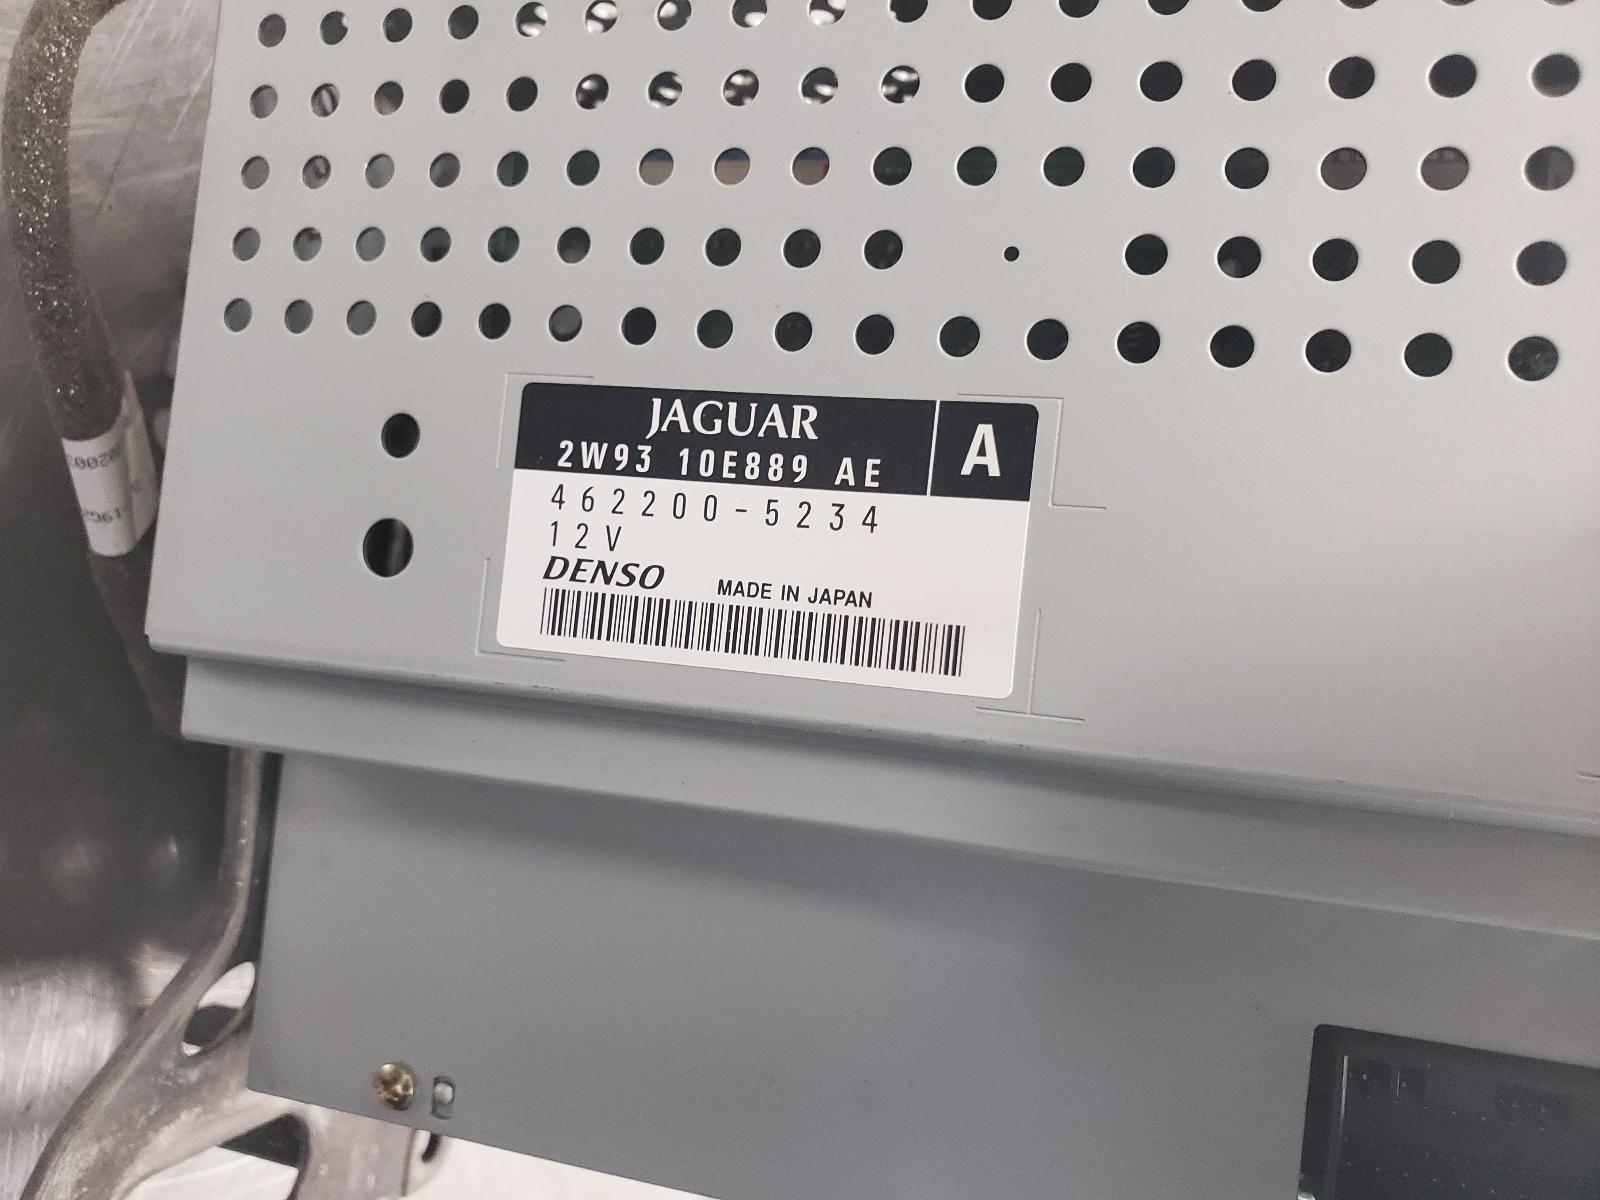 JAGUAR
2W93 10E889 AE
A
462200-5234
12V
DENSO MADE IN JAPAN